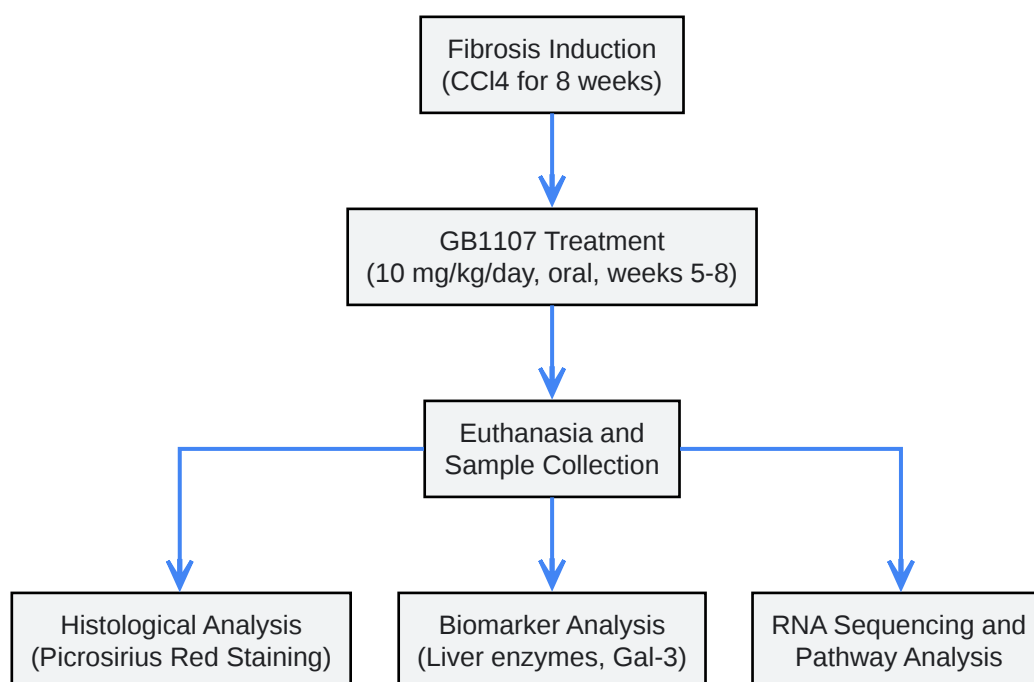 Fibrosis Induction
(CCl4 for 8 weeks)
GB1107 Treatment
(10 mg/kg/day, oral, weeks 5-8)
Euthanasia and
Sample Collection
Histological Analysis
(Picrosirius Red Staining)
Biomarker Analysis
(Liver enzymes, Gal-3)
RNA Sequencing and
Pathway Analysis